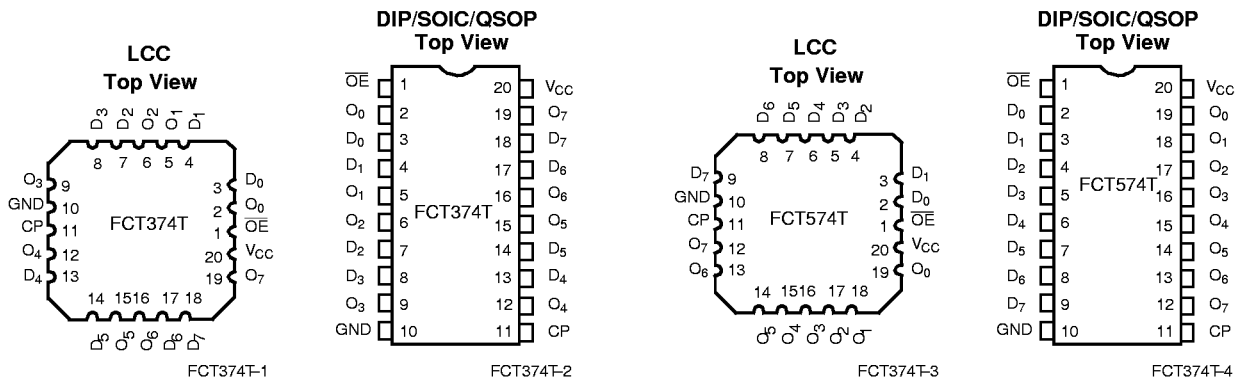 LCC
Top View
D3 D2 O2 O1 D1
8 7 6 5 4
O3 9 3 D0
GND 10 2 O0
CP 11 FCT374T 1 OE
O4 12 20 VCC
D4 13 19 O7
14 15 16 17 18
D5 O5 O6 D6 D7
FCT374T–1
DIP/SOIC/QSOP
Top View
OE 1 20 VCC
O0 2 19 O7
D0 3 18 D7
D1 4 17 D6
O1 5 16 O6
FCT374T
O2 6 15 O5
D2 7 14 D5
D3 8 13 D4
O3 9 12 O4
GND 10 11 CP
FCT374T–2
LCC
Top View
D6 D5 D4 D3 D2
8 7 6 5 4
D7 9 3 D1
GND 10 2 D0
CP 11 FCT574T 1 OE
O7 12 20 VCC
O6 13 19 O0
14 15 16 17 18
O5 O4 O3 O2 O1
FCT374T–3
DIP/SOIC/QSOP
Top View
OE 1 20 VCC
D0 2 19 O0
D1 3 18 O1
D2 4 17 O2
FCT574T
D3 5 16 O3
D4 6 15 O4
D5 7 14 O5
D6 8 13 O6
D7 9 12 O7
GND 10 11 CP
FCT374T–4